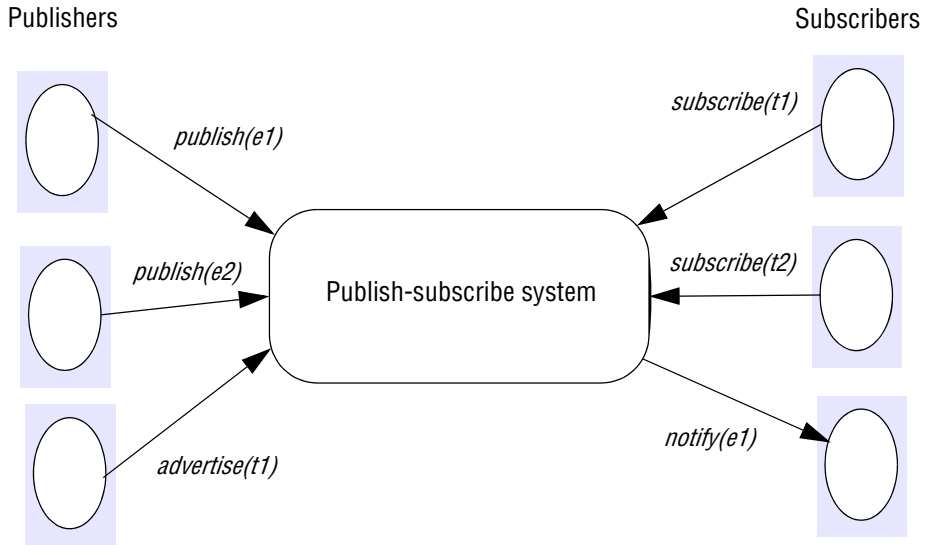 Publishers
Subscribers
subscribe(t1)
publish(e1)
subscribe(t2)
publish(e2)
Publish-subscribe system
notify(e1)
advertise(t1)